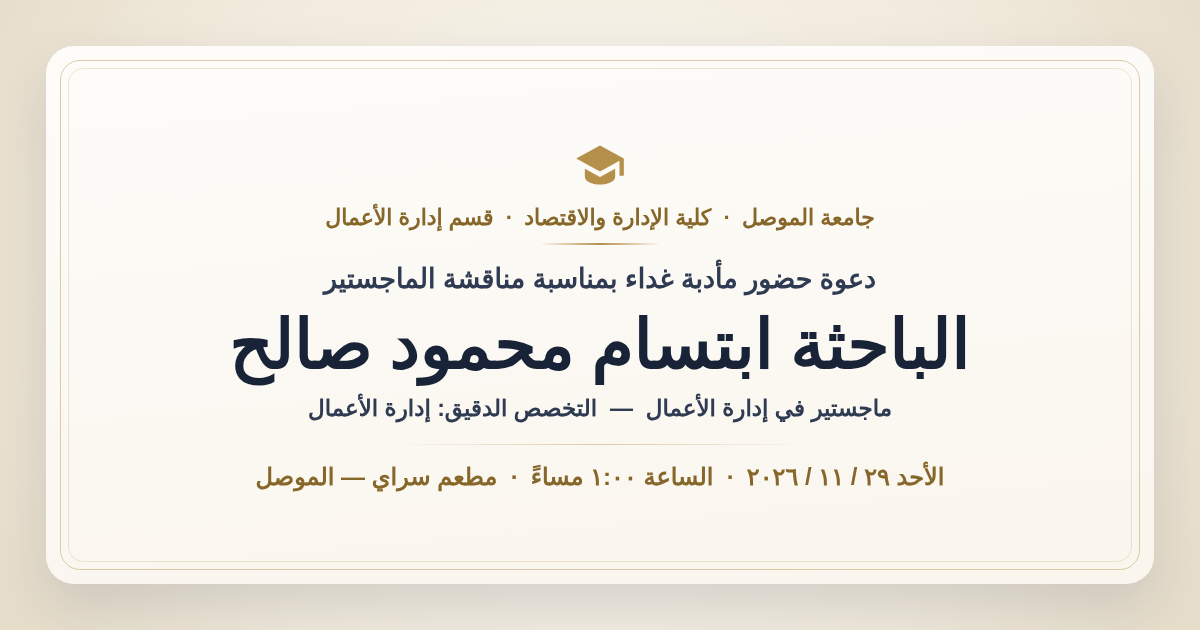 جامعة الموصل · كلية الإدارة والاقتصاد · قسم إدارة الأعمال
دعوة حضور مأدبة غداء بمناسبة مناقشة الماجستير
الباحثة ابتسام محمود صالح
ماجستير في إدارة الأعمال — التخصص الدقيق: إدارة الأعمال
الأحد ٢٩ / ١١ / ٢٠٢٦ · الساعة ١:٠٠ مساءً · مطعم سراي — الموصل